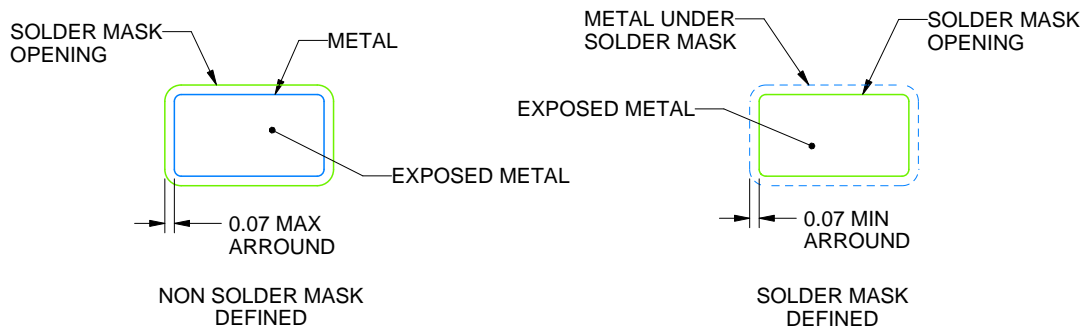 SOLDER MASK
OPENING
METAL
EXPOSED METAL
0.07 MAX
ARROUND
NON SOLDER MASK
DEFINED
METAL UNDER
SOLDER MASK
SOLDER MASK
OPENING
EXPOSED METAL
0.07 MIN
ARROUND
SOLDER MASK
DEFINED